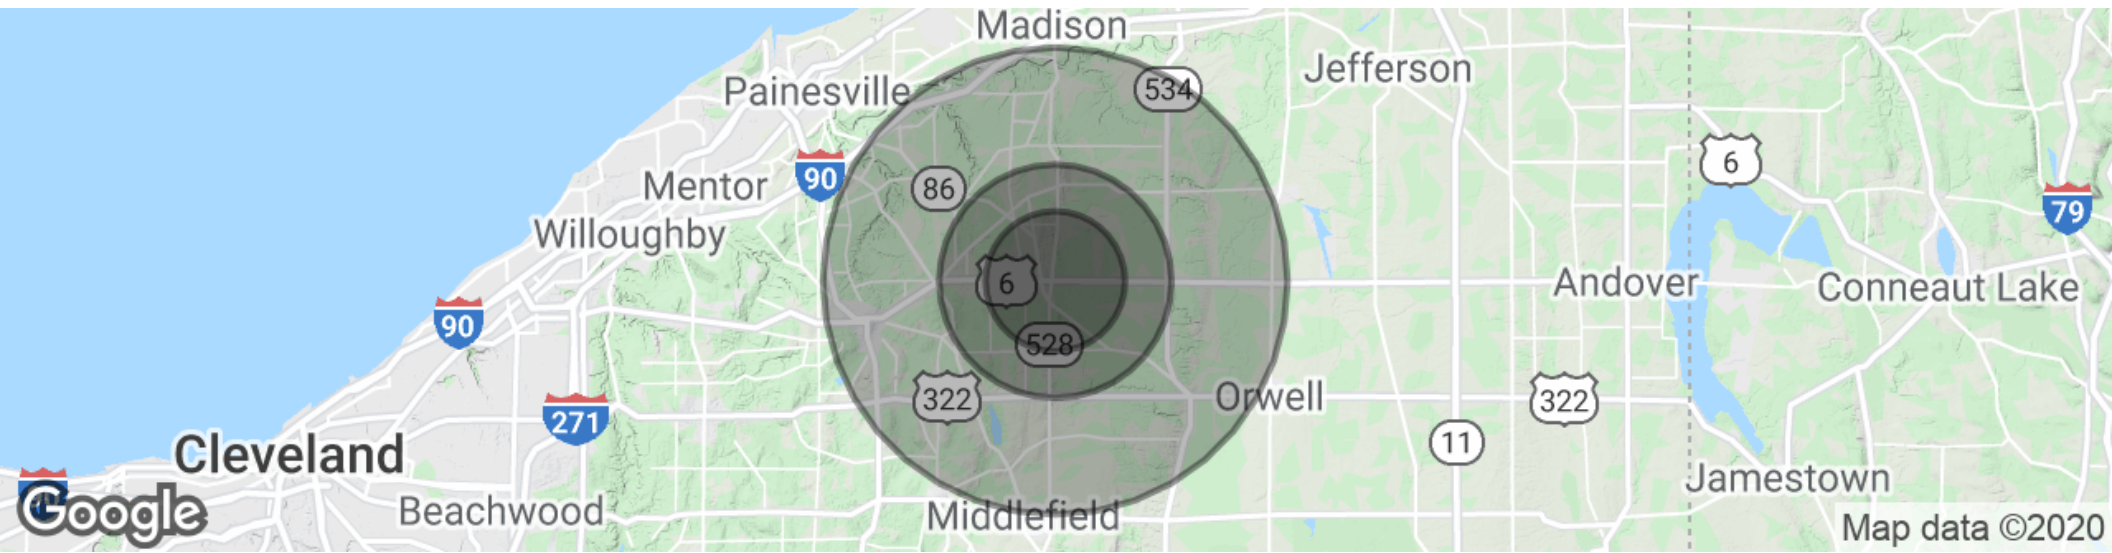 Madison
Jefferson
534
Painesville
6
90
86
Mentor
79
Willoughby
6
Andover
Conneaut Lake
90
528
322
Orwell
322
271
11
Cleveland
Jamestown
Google
Beachwood
Middlefield
Map data ©2020